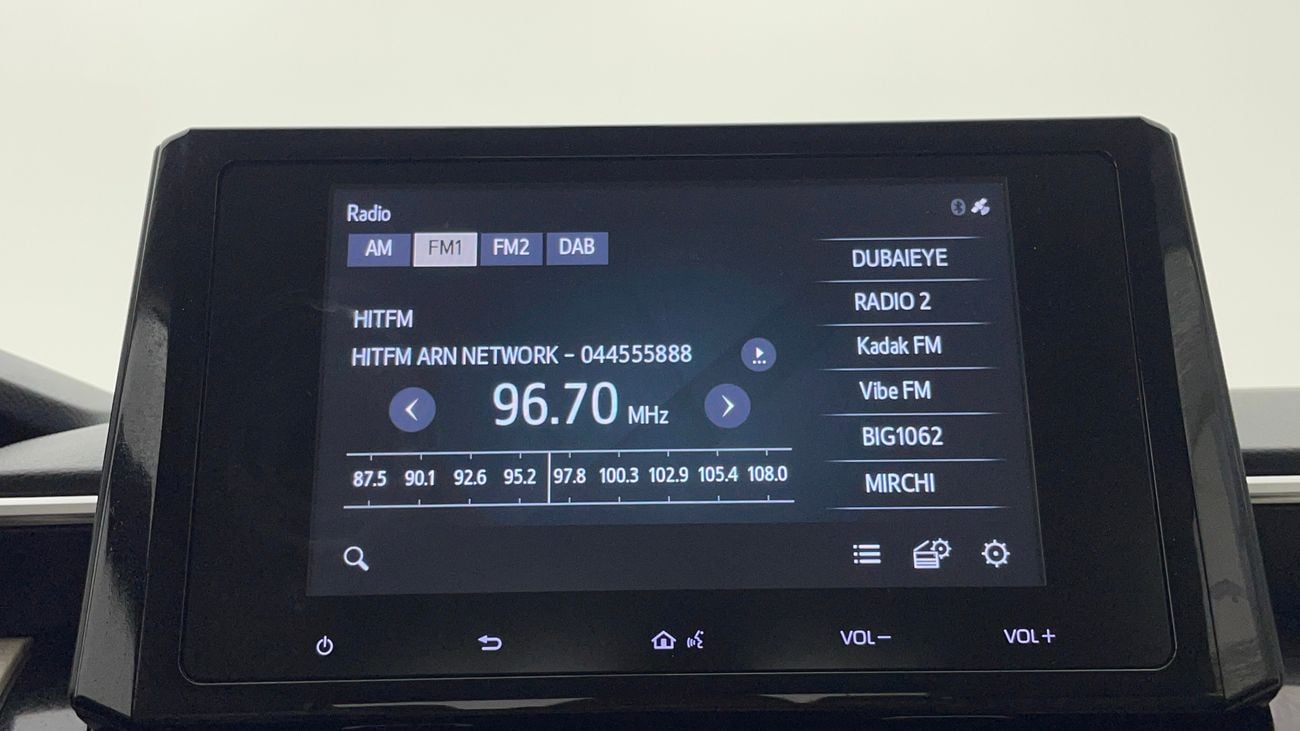 Radio
AM FM1 FM2 DAB
HITFM
HITFM ARN NETWORK - 044555888
96.70 MHz
87.5 90.1 92.6 95.2 97.8 100.3 102.9 105.4 108.0
DUBAIEYE
RADIO 2
Kadak FM
Vibe FM
BIG1062
MIRCHI
VOL− VOL+